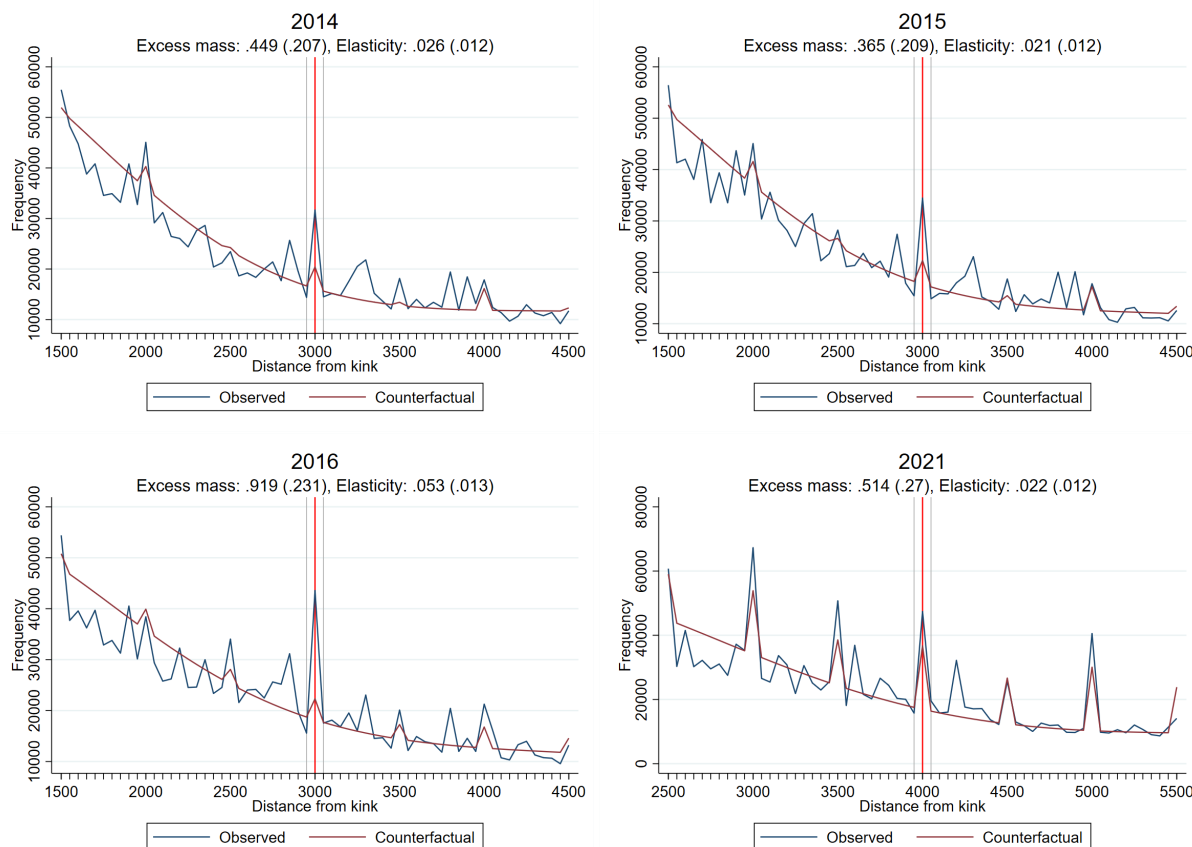 2014
Excess mass: .449 (.207), Elasticity: .026 (.012)
Frequency
60000
50000
40000
30000
20000
10000
1500 2000 2500 3000 3500 4000 4500
Distance from kink
Observed Counterfactual
2015
Excess mass: .365 (.209), Elasticity: .021 (.012)
Frequency
60000
50000
40000
30000
20000
10000
1500 2000 2500 3000 3500 4000 4500
Distance from kink
Observed Counterfactual
2016
Excess mass: .919 (.231), Elasticity: .053 (.013)
Frequency
60000
50000
40000
30000
20000
10000
1500 2000 2500 3000 3500 4000 4500
Distance from kink
Observed Counterfactual
2021
Excess mass: .514 (.27), Elasticity: .022 (.012)
Frequency
80000
60000
40000
20000
0
2500 3000 3500 4000 4500 5000 5500
Distance from kink
Observed Counterfactual